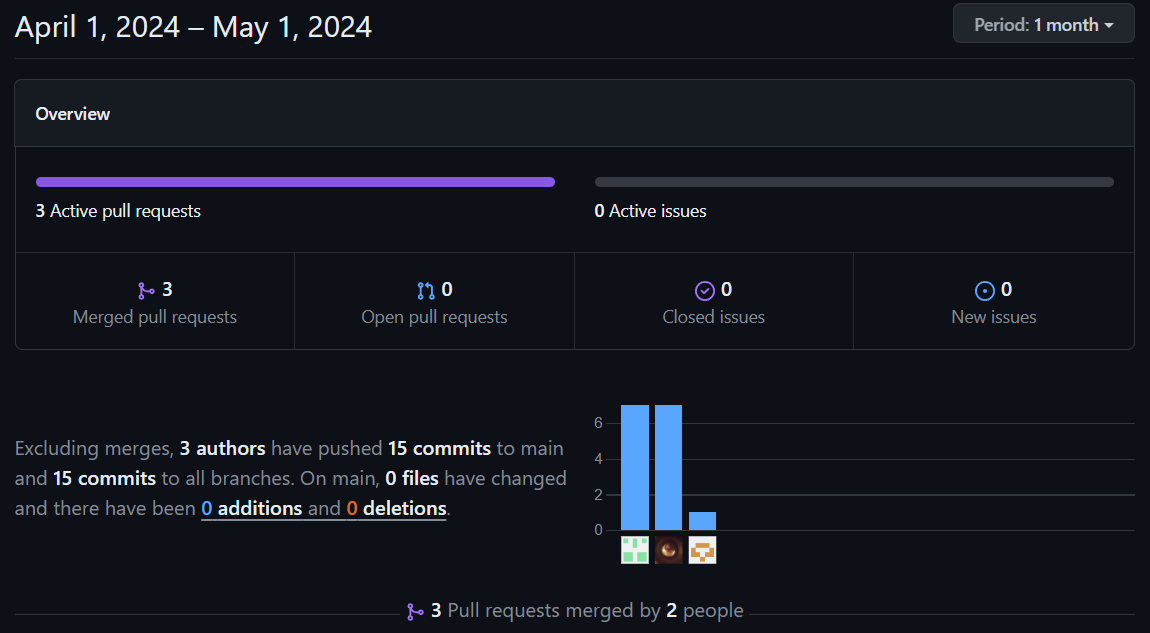 April 1, 2024 – May 1, 2024
Period: 1 month
Overview
3 Active pull requests
0 Active issues
3
Merged pull requests
0
Open pull requests
0
Closed issues
0
New issues
Excluding merges, 3 authors have pushed 15 commits to main
and 15 commits to all branches. On main, 0 files have changed
and there have been 0 additions and 0 deletions.
6
4
2
0
3 Pull requests merged by 2 people